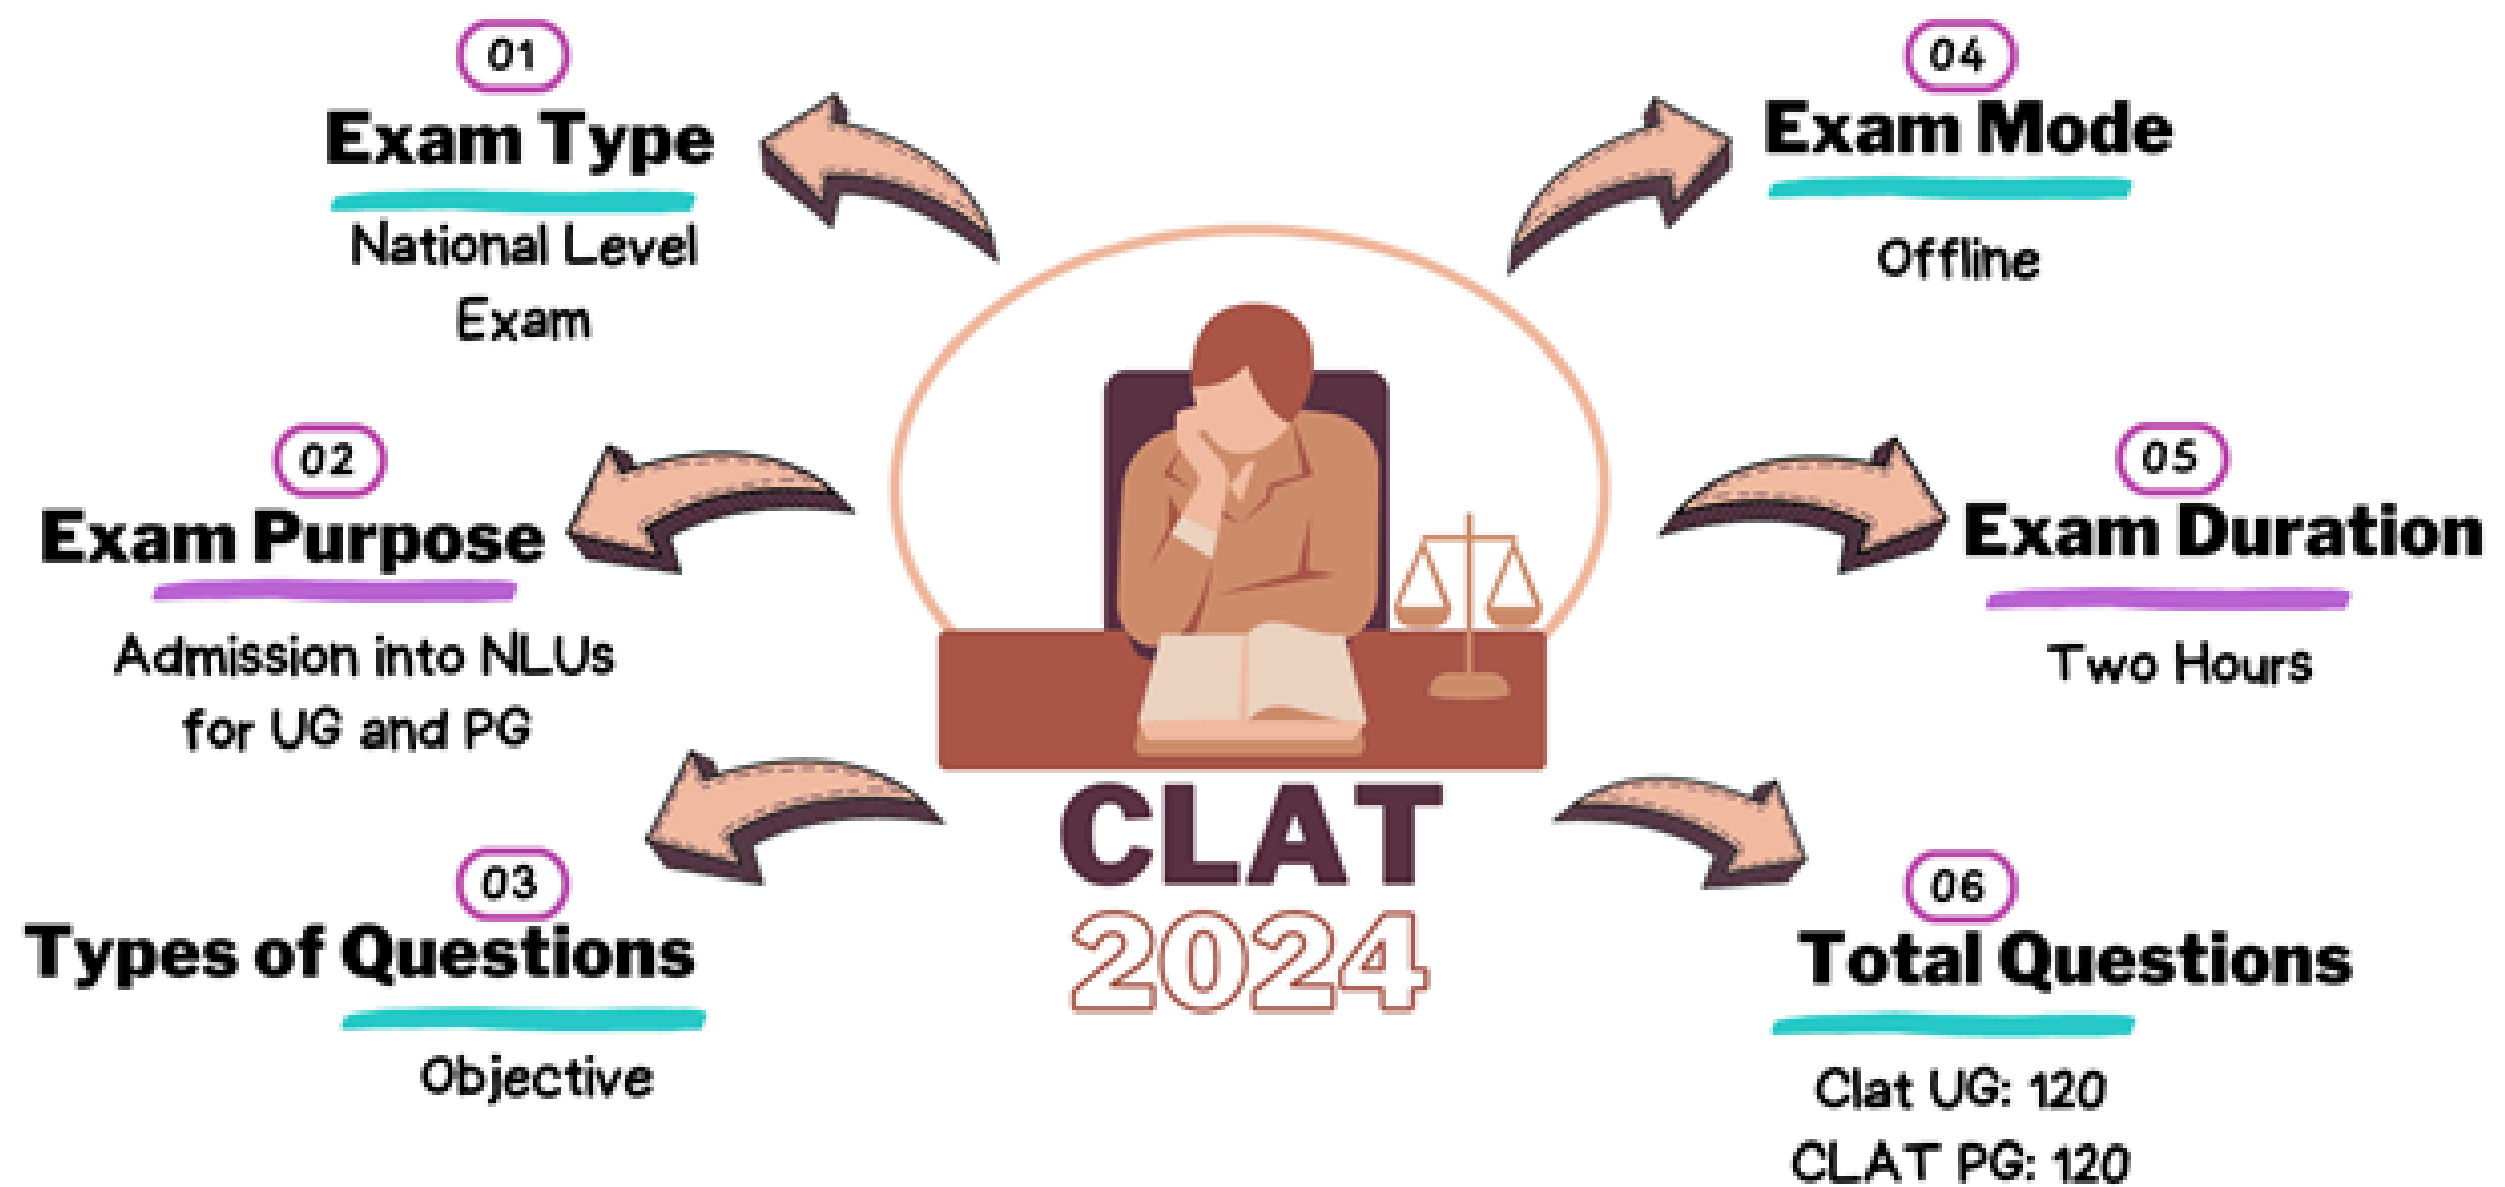 01
Exam Type
National Level
Exam
02
Exam Purpose
Admission into NLUs
for UG and PG
03
Types of Questions
Objective
CLAT
2024
04
Exam Mode
Offline
05
Exam Duration
Two Hours
06
Total Questions
Clat UG: 120
CLAT PG: 120